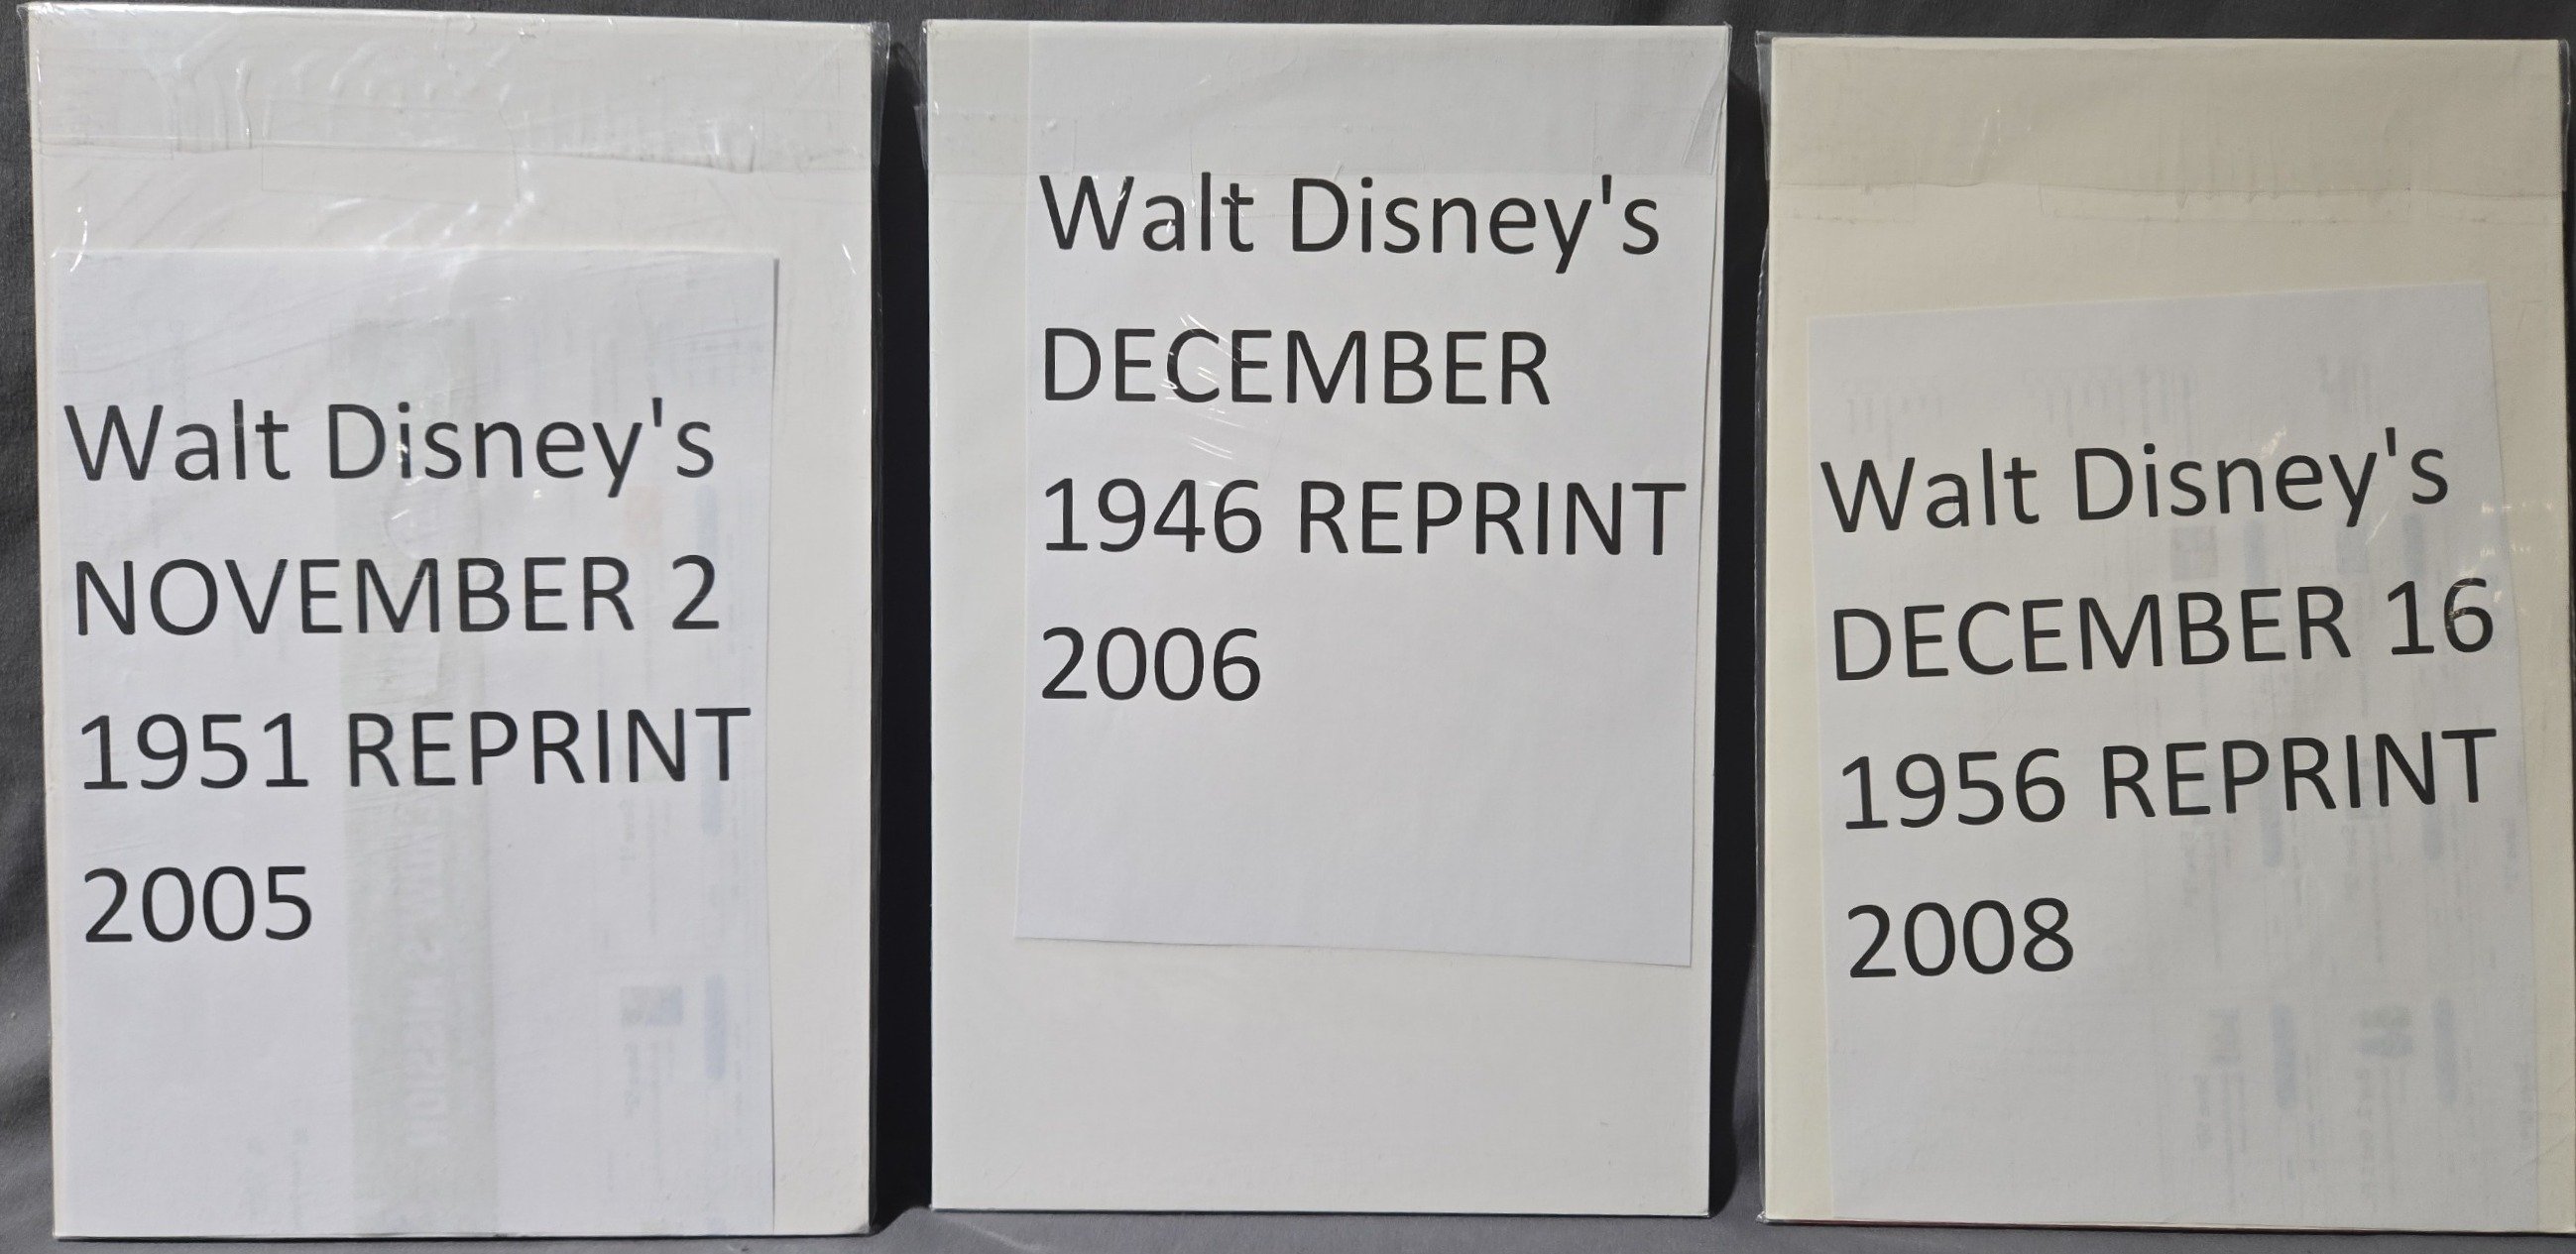 Walt Disney's
NOVEMBER 2
1951 REPRINT
2005
Walt Disney's
DECEMBER
1946 REPRINT
2006
Walt Disney's
DECEMBER 16
1956 REPRINT
2008